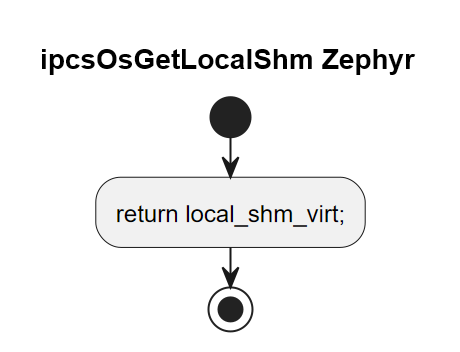 ipcsOsGetLocalShm Zephyr
return local_shm_virt;